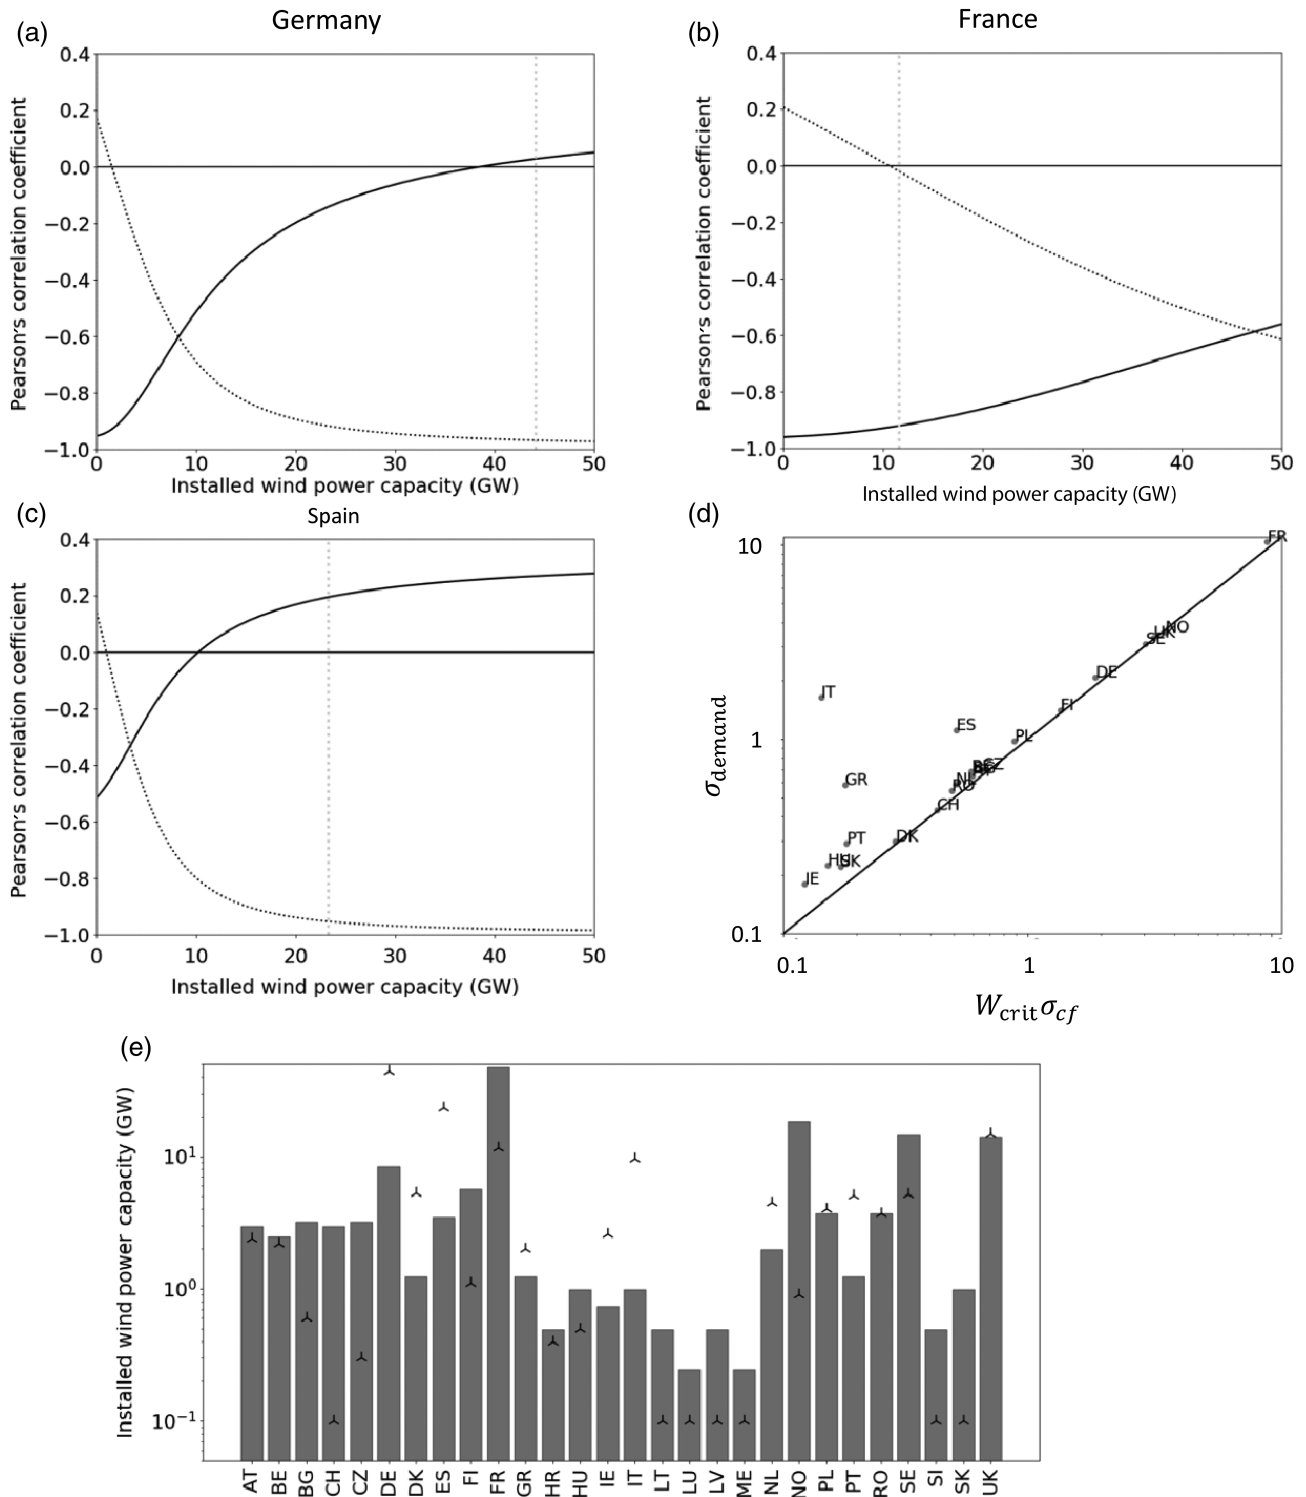 (a)
Germany
0.4
0.2
0.0
−0.2
−0.4
−0.6
−0.8
−1.0
Pearson's correlation coefficient
0 10 20 30 40 50
Installed wind power capacity (GW)
(b)
France
0.4
0.2
0.0
−0.2
−0.4
−0.6
−0.8
−1.0
Pearson's correlation coefficient
0 10 20 30 40 50
Installed wind power capacity (GW)
(c)
Spain
0.4
0.2
0.0
−0.2
−0.4
−0.6
−0.8
−1.0
Pearson's correlation coefficient
0 10 20 30 40 50
Installed wind power capacity (GW)
(d)
10
1
0.1
σdemand
FR
NO
UK
SE
DE
IT
FI
ES
PL
GR
NL
RO
CH
PT
DK
HU
SK
IE
0.1 1 10
Wcritσcf
(e)
Installed wind power capacity (GW)
10¹
10⁰
10⁻¹
AT BE BG CH CZ DE DK ES FI FR GR HR HU IE IT LT LU LV ME NL NO PL PT RO SE SI SK UK